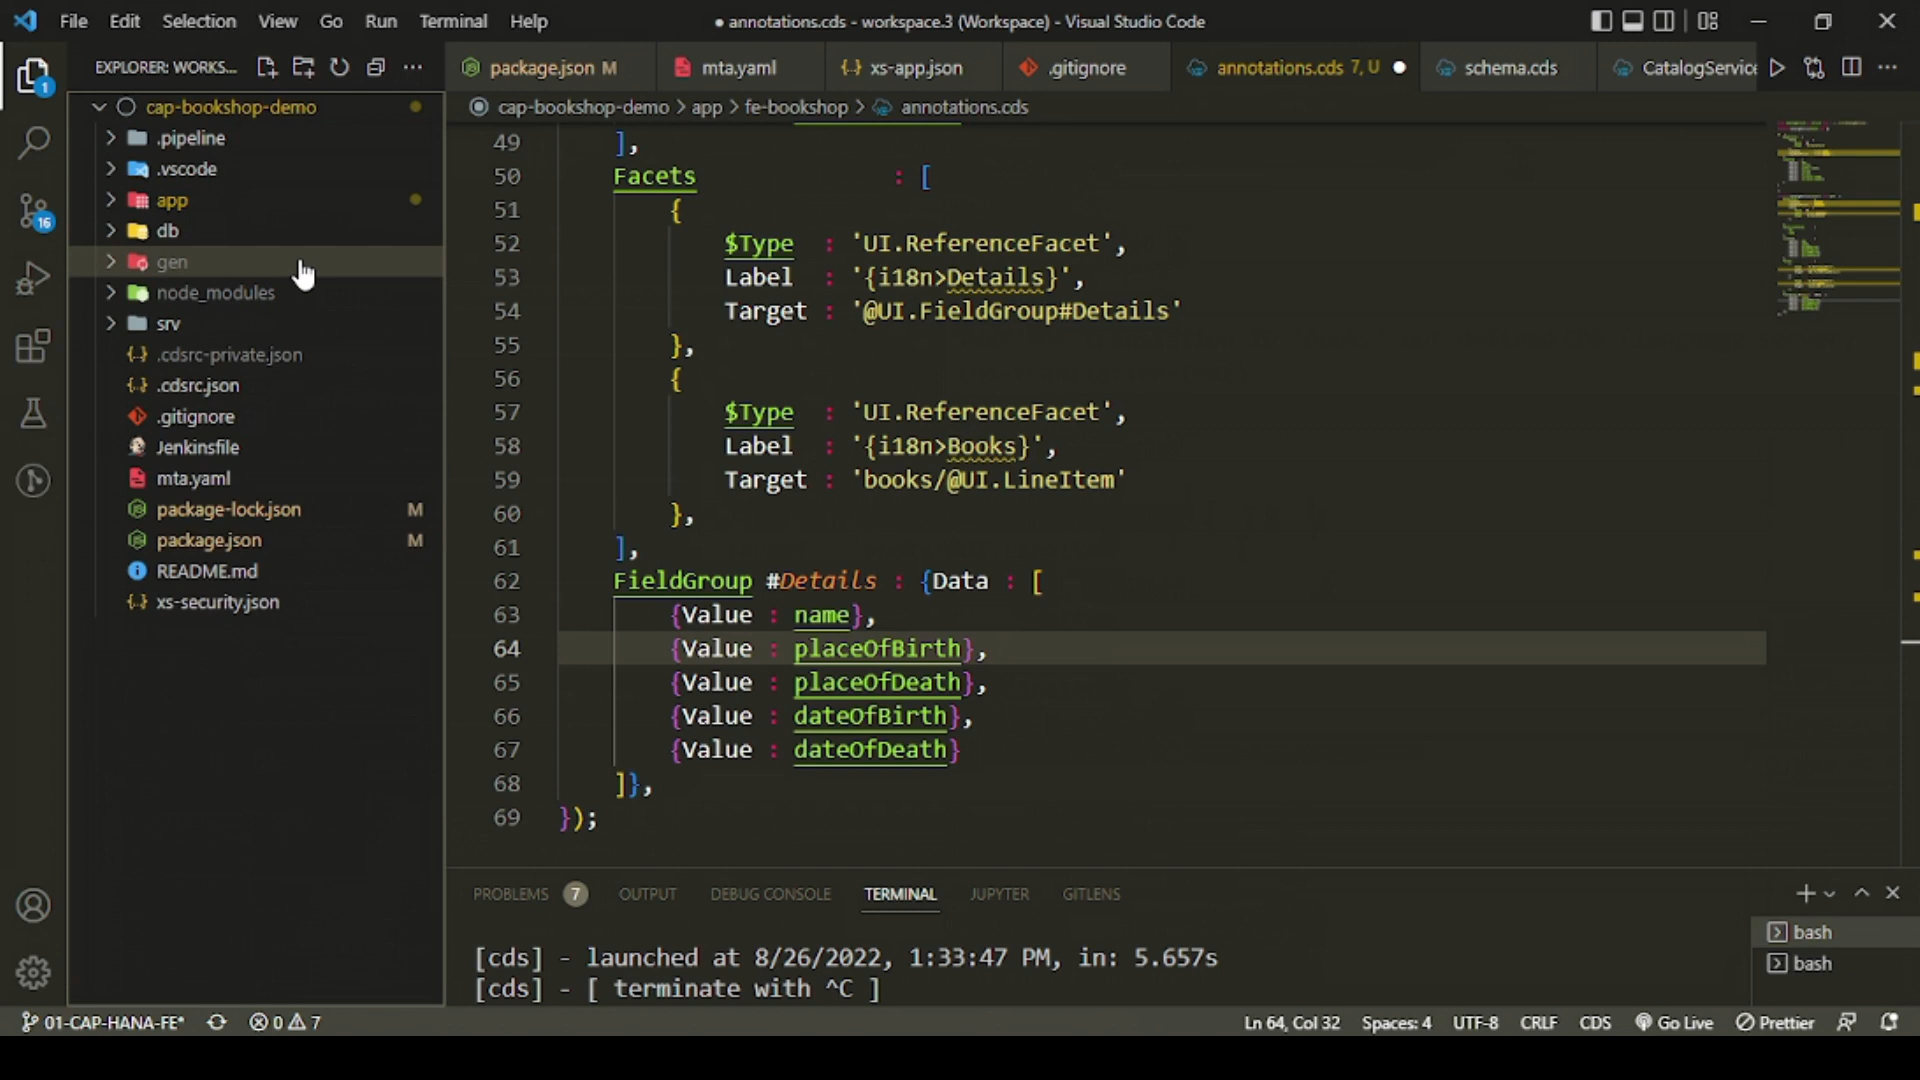 File Edit Selection View Go Run Terminal Help
● annotations.cds - workspace.3 (Workspace) - Visual Studio Code
EXPLORER: WORKS...
package.json M mta.yaml xs-app.json .gitignore annotations.cds 7, U schema.cds CatalogService
cap-bookshop-demo > app > fe-bookshop > annotations.cds
1
16
cap-bookshop-demo
.pipeline
.vscode
app
db
gen
node_modules
srv
.cdsrc-private.json
.cdsrc.json
.gitignore
Jenkinsfile
mta.yaml
package-lock.json M
package.json M
README.md
xs-security.json
49 ],
50 Facets : [
51 {
52 $Type : 'UI.ReferenceFacet',
53 Label : '{i18n>Details}',
54 Target : '@UI.FieldGroup#Details'
55 },
56 {
57 $Type : 'UI.ReferenceFacet',
58 Label : '{i18n>Books}',
59 Target : 'books/@UI.LineItem'
60 },
61 ],
62 FieldGroup #Details : {Data : [
63 {Value : name},
64 {Value : placeOfBirth},
65 {Value : placeOfDeath},
66 {Value : dateOfBirth},
67 {Value : dateOfDeath}
68 ]},
69 });
PROBLEMS 7 OUTPUT DEBUG CONSOLE TERMINAL JUPYTER GITLENS
[cds] - launched at 8/26/2022, 1:33:47 PM, in: 5.657s
[cds] - [ terminate with ^C ]
bash
bash
01-CAP-HANA-FE* 0 7 Ln 64, Col 32 Spaces: 4 UTF-8 CRLF CDS Go Live Prettier